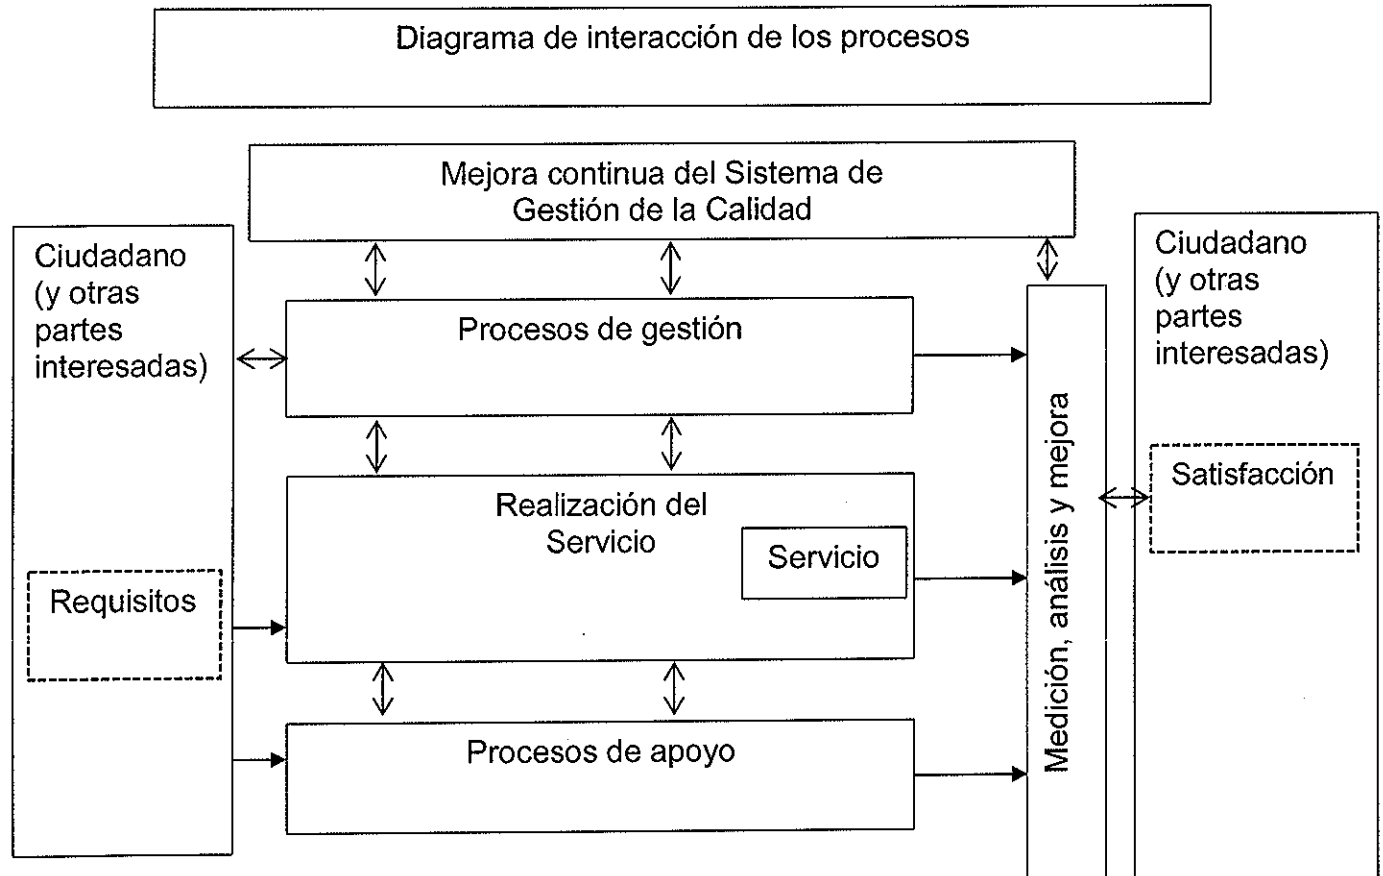 Diagrama de interacción de los procesos
Mejora continua del Sistema de
Gestión de la Calidad
Ciudadano
(y otras
partes
interesadas)
Requisitos
Procesos de gestión
Realización del
Servicio
Servicio
Procesos de apoyo
Medición, análisis y mejora
Ciudadano
(y otras
partes
interesadas)
Satisfacción